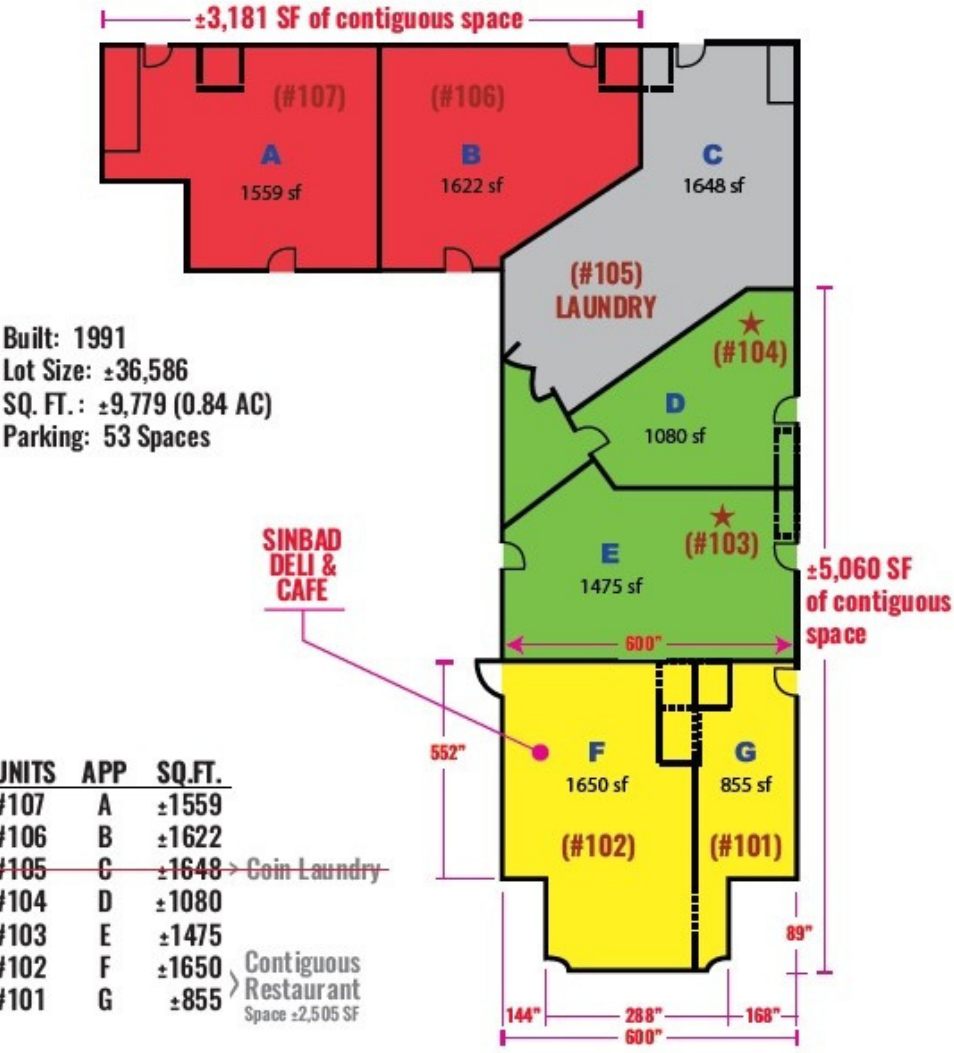 ±3,181 SF of contiguous space
(#107)
A
1559 sf
(#106)
B
1622 sf
C
1648 sf
(#105)
LAUNDRY
(#104)
D
1080 sf
Built: 1991
Lot Size: ±36,586
SQ. FT. : ±9,779 (0.84 AC)
Parking: 53 Spaces
(#103)
E
1475 sf
±5,060 SF
of contiguous
space
600"
SINBAD
DELI &
CAFE
552"
F
1650 sf
(#102)
G
855 sf
(#101)
89"
144" 288" 168"
600"
UNITS APP SQ.FT.
#107 A ±1559
#106 B ±1622
#105 C ±1648 > Coin Laundry
#104 D ±1080
#103 E ±1475
#102 F ±1650
#101 G ±855
Contiguous
Restaurant
Space ±2,505 SF